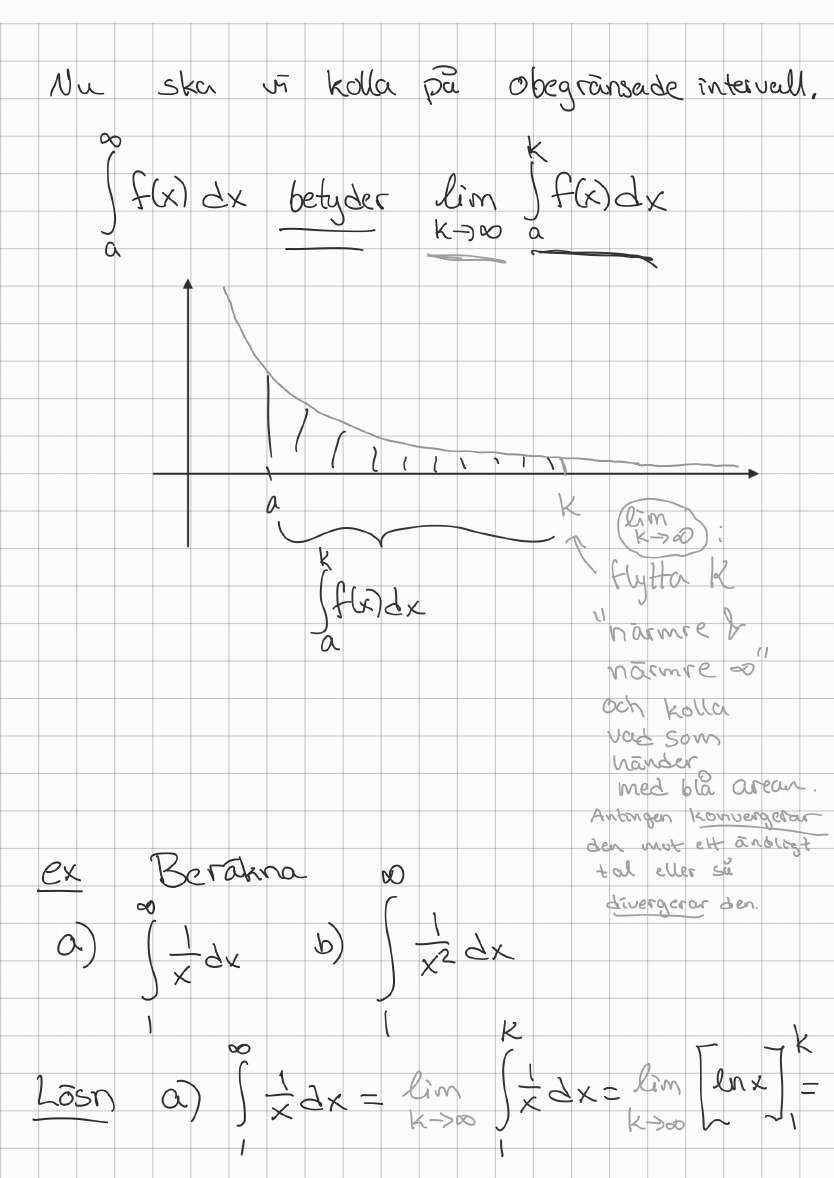 Nu ska vi kolla på obegränsade intervall.
∫_a^∞ f(x) dx betyder lim_{k→∞} ∫_a^k f(x) dx
a
k
∫_a^k f(x) dx
lim_{k→∞} :
flytta k
"närmre &
närmre ∞"
och kolla
vad som
händer
med blå arean.
Antingen konvergerar
den mot ett ändligt
tal eller så
divergerar den.
ex Beräkna
a) ∫_1^∞ 1/x dx b) ∫_1^∞ 1/x² dx
Lösn a) ∫_1^∞ 1/x dx = lim_{k→∞} ∫_1^k 1/x dx = lim_{k→∞} [ln x]_1^k =